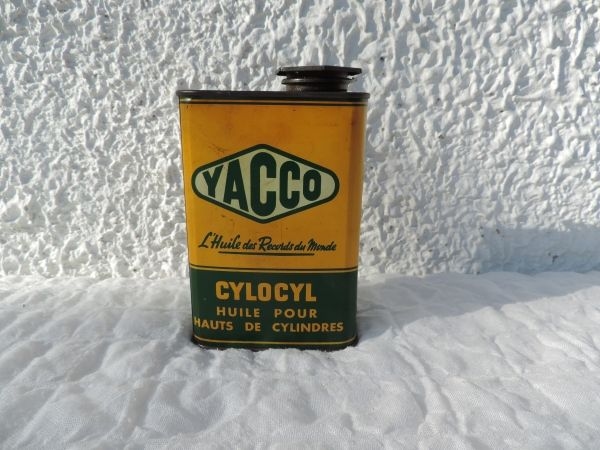 YACCO
L'Huile des Records du Monde
CYLOCYL
HUILE POUR
HAUTS DE CYLINDRES